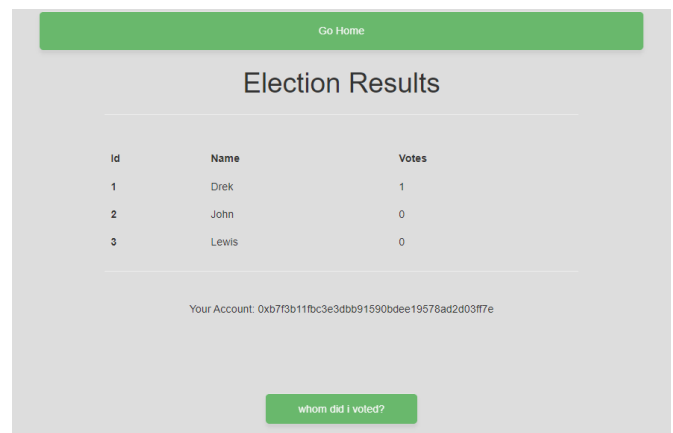 Go Home
Election Results
Id Name Votes
1 Drek 1
2 John 0
3 Lewis 0
Your Account: 0xb7f3b11fbc3e3dbb91590bdee19578ad2d03ff7e
whom did i voted?